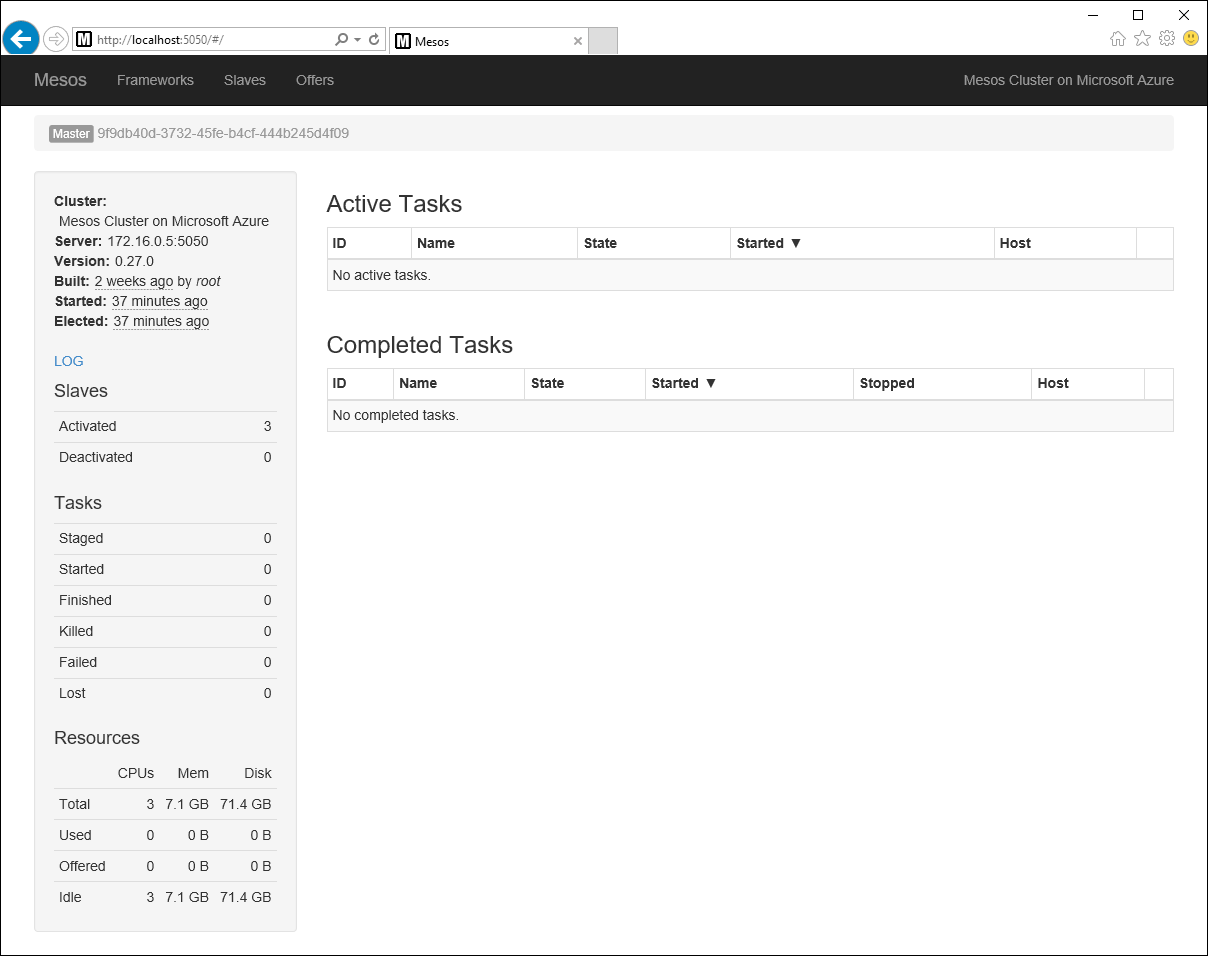 http://localhost:5050/#/
Mesos
Mesos Frameworks Slaves Offers Mesos Cluster on Microsoft Azure
Master 9f9db40d-3732-45fe-b4cf-444b245d4f09
Cluster:
Mesos Cluster on Microsoft Azure
Server: 172.16.0.5:5050
Version: 0.27.0
Built: 2 weeks ago by root
Started: 37 minutes ago
Elected: 37 minutes ago
LOG
Slaves
Activated 3
Deactivated 0
Tasks
Staged 0
Started 0
Finished 0
Killed 0
Failed 0
Lost 0
Resources
CPUs Mem Disk
Total 3 7.1 GB 71.4 GB
Used 0 0 B 0 B
Offered 0 0 B 0 B
Idle 3 7.1 GB 71.4 GB
Active Tasks
ID Name State Started ▼ Host
No active tasks.
Completed Tasks
ID Name State Started ▼ Stopped Host
No completed tasks.